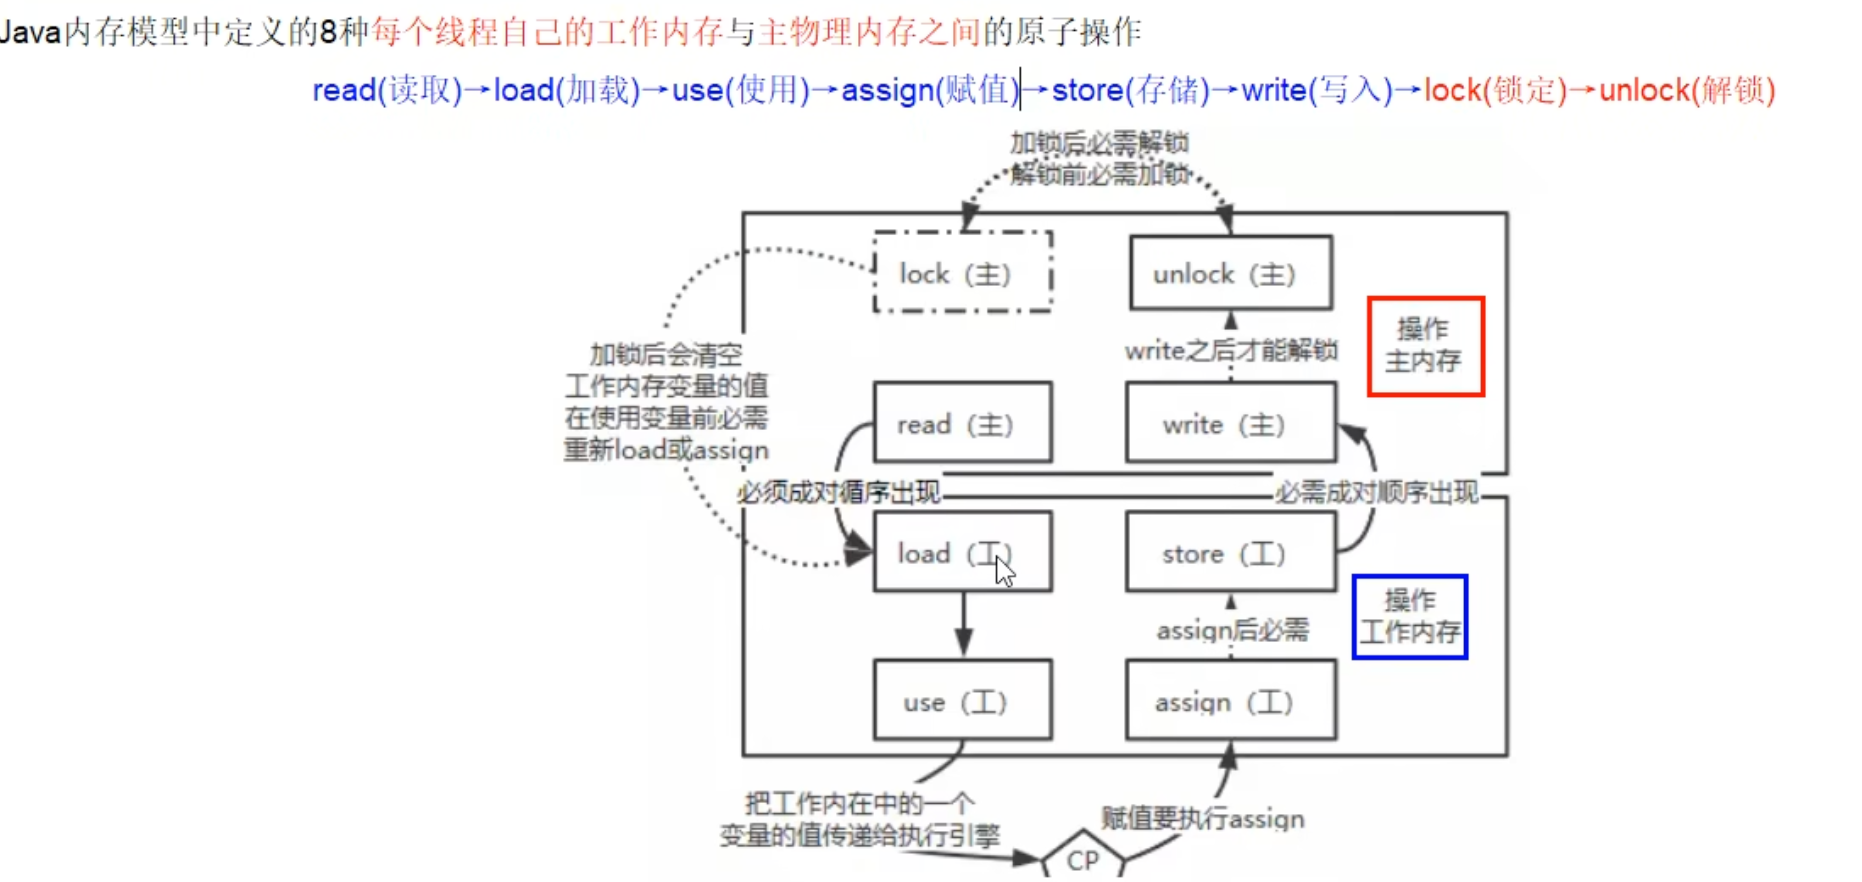 Java内存模型中定义的8种每个线程自己的工作内存与主物理内存之间的原子操作
read(读取)→load(加载)→use(使用)→assign(赋值)→store(存储)→write(写入)→lock(锁定)→unlock(解锁)
加锁后必需解锁
解锁前必需加锁
lock（主）
unlock（主）
操作
主内存
write之后才能解锁
加锁后会清空
工作内存变量的值
在使用变量前必需
重新load或assign
read（主）
write（主）
必须成对循序出现
必需成对顺序出现
load（工）
store（工）
操作
工作内存
assign后必需
use（工）
assign（工）
把工作内在中的一个
变量的值传递给执行引擎
赋值要执行assign
CP